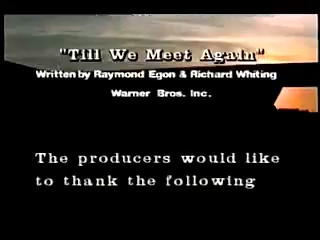 "Till We Meet Again"
Written by Raymond Egon & Richard Whiting
Warner Bros. Inc.
The producers would like
to thank the following